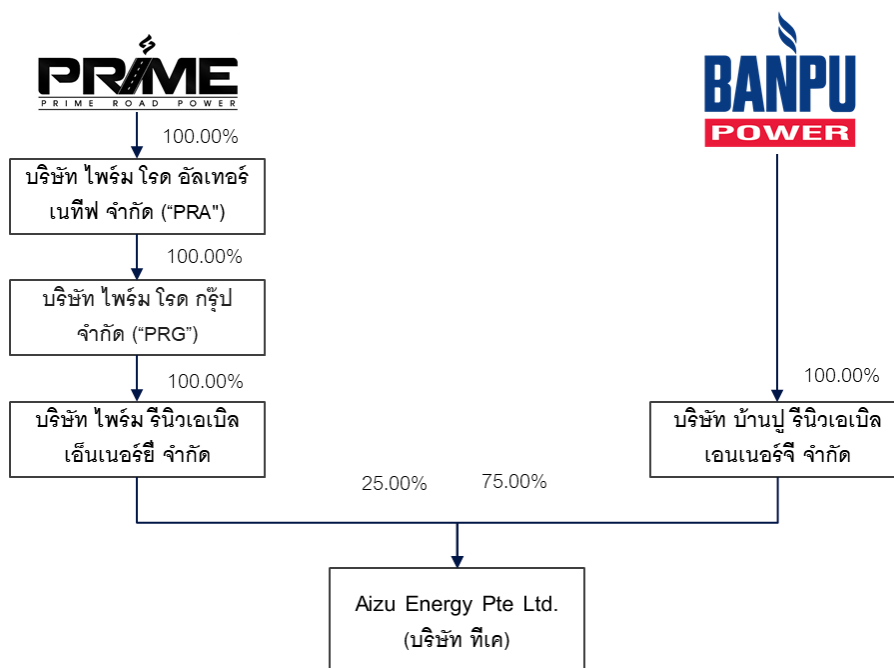 PRIME
PRIME ROAD POWER
BANPU
POWER
100.00%
บริษัท ไพร์ม โรด อัลเทอร์
เนทีฟ จำกัด (“PRA")
100.00%
บริษัท ไพร์ม โรด กรุ๊ป
จำกัด (“PRG”)
100.00%
100.00%
บริษัท ไพร์ม รีนิวเอเบิล
เอ็นเนอร์ยี่ จำกัด
บริษัท บ้านปู รีนิวเอเบิล
เอนเนอร์จี จำกัด
25.00%
75.00%
Aizu Energy Pte Ltd.
(บริษัท ทีเค)